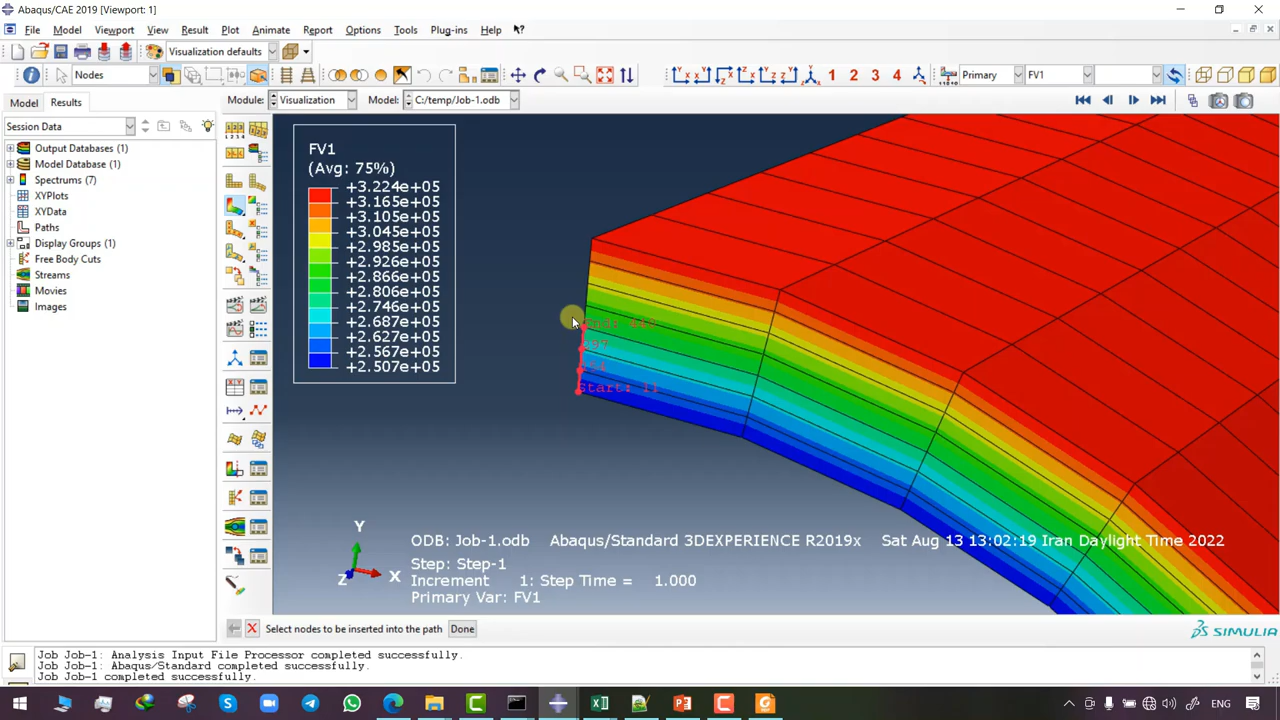 Abaqus/CAE 2019 [Viewport: 1]
File Model Viewport View Result Plot Animate Report Options Tools Plug-ins Help
Visualization defaults
Nodes
1 2 3 4
Primary
FV1
Model Results
Module: Visualization Model: C:/temp/Job-1.odb
Session Data
Output Databases (1)
Model Database (1)
Spectrums (7)
XYPlots
XYData
Paths
Display Groups (1)
Free Body Cuts
Streams
Movies
Images
FV1
(Avg: 75%)
+3.224e+05
+3.165e+05
+3.105e+05
+3.045e+05
+2.985e+05
+2.926e+05
+2.866e+05
+2.806e+05
+2.746e+05
+2.687e+05
+2.627e+05
+2.567e+05
+2.507e+05
Start: 11
Y
X
Z
ODB: Job-1.odb Abaqus/Standard 3DEXPERIENCE R2019x Sat Aug 13 13:02:19 Iran Daylight Time 2022
Step: Step-1
Increment 1: Step Time = 1.000
Primary Var: FV1
Select nodes to be inserted into the path Done
SIMULIA
Job Job-1: Analysis Input File Processor completed successfully.
Job Job-1: Abaqus/Standard completed successfully.
Job Job-1 completed successfully.
ENG